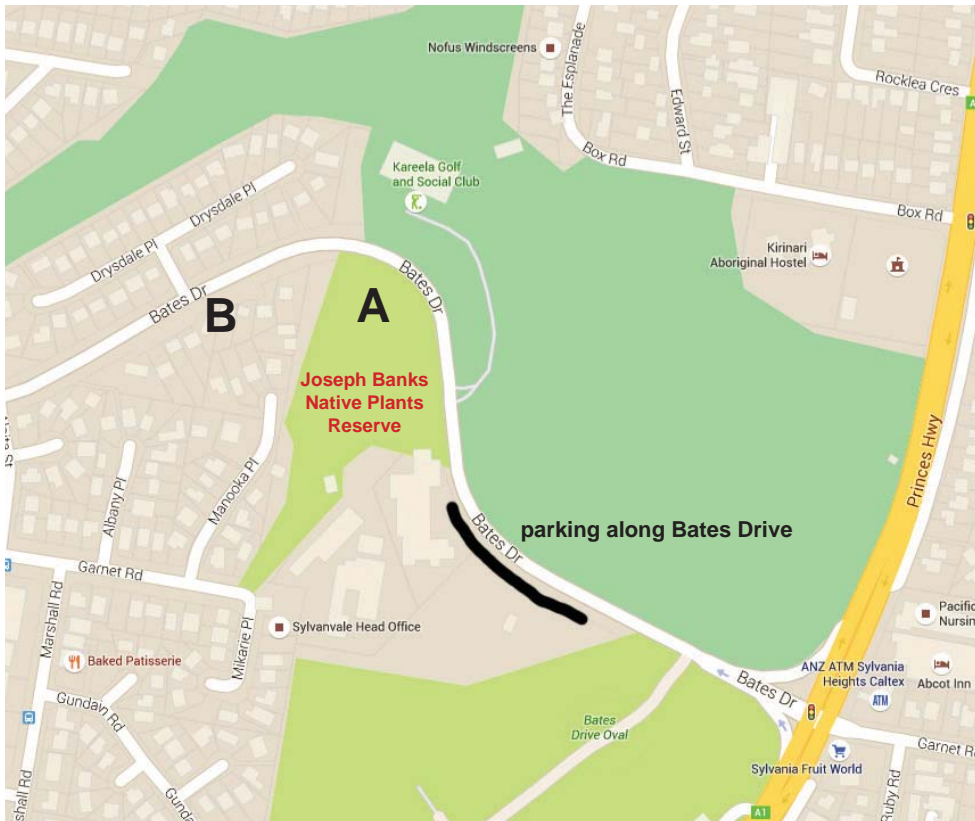 Nofus Windscreens
The Esplanade
Edward St
Rocklea Cres
A
Box Rd
Box Rd
Kareela Golf
and Social Club
Drysdale Pl
Drysdale Pl
Kirinari
Aboriginal Hostel
Bates Dr
Bates Dr
B
A
Joseph Banks
Native Plants
Reserve
Princes Hwy
Manooka Pl
Albany Pl
parking along Bates Drive
Bates Dr
Garnet Rd
Marshall Rd
Mikarie Pl
Sylvanvale Head Office
Baked Patisserie
Pacific
Nursin
ANZ ATM Sylvania
Heights Caltex
ATM
Abcot Inn
Bates Dr
Gundain Rd
Bates
Drive Oval
Garnet R
Sylvania Fruit World
Ruby Rd
shall Rd
Gunda
A1